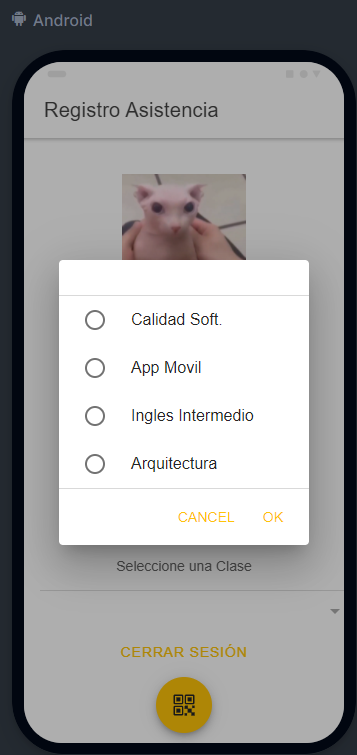 Android
Registro Asistencia
Calidad Soft.
App Movil
Ingles Intermedio
Arquitectura
CANCEL OK
Seleccione una Clase
CERRAR SESIÓN